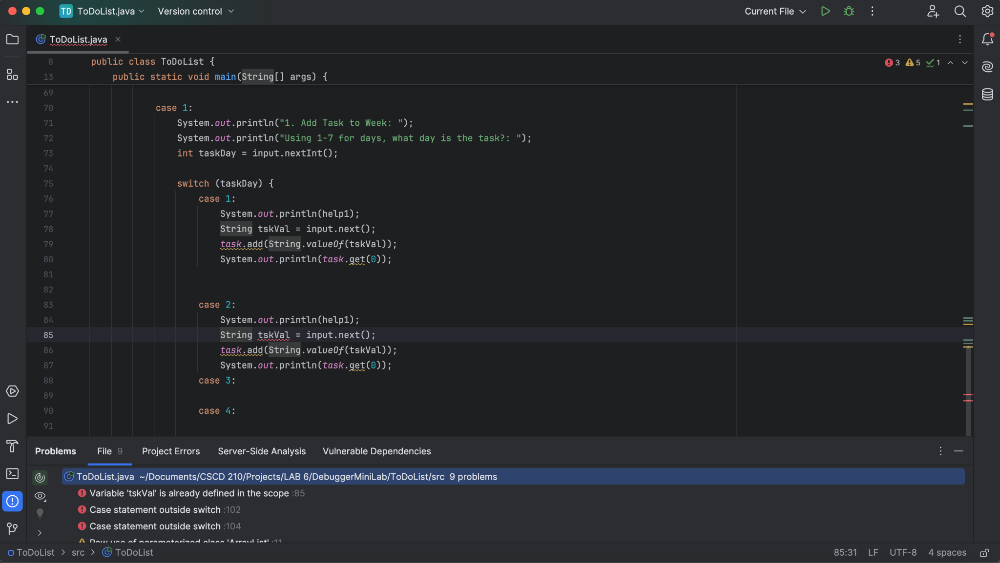 TD ToDoList.java Version control Current File
ToDoList.java
8 public class ToDoList { 3 5 1
13 public static void main(String[] args) {
69
70 case 1:
71 System.out.println("1. Add Task to Week: ");
72 System.out.println("Using 1-7 for days, what day is the task?: ");
73 int taskDay = input.nextInt();
74
75 switch (taskDay) {
76 case 1:
77 System.out.println(help1);
78 String tskVal = input.next();
79 task.add(String.valueOf(tskVal));
80 System.out.println(task.get(0));
81
82
83 case 2:
84 System.out.println(help1);
85 String tskVal = input.next();
86 task.add(String.valueOf(tskVal));
87 System.out.println(task.get(0));
88 case 3:
89
90 case 4:
91
Problems File 9 Project Errors Server-Side Analysis Vulnerable Dependencies
ToDoList.java ~/Documents/CSCD 210/Projects/LAB 6/DebuggerMiniLab/ToDoList/src 9 problems
Variable 'tskVal' is already defined in the scope :85
Case statement outside switch :102
Case statement outside switch :104
Raw use of parameterized class 'ArrayList' :11
ToDoList > src > ToDoList 85:31 LF UTF-8 4 spaces